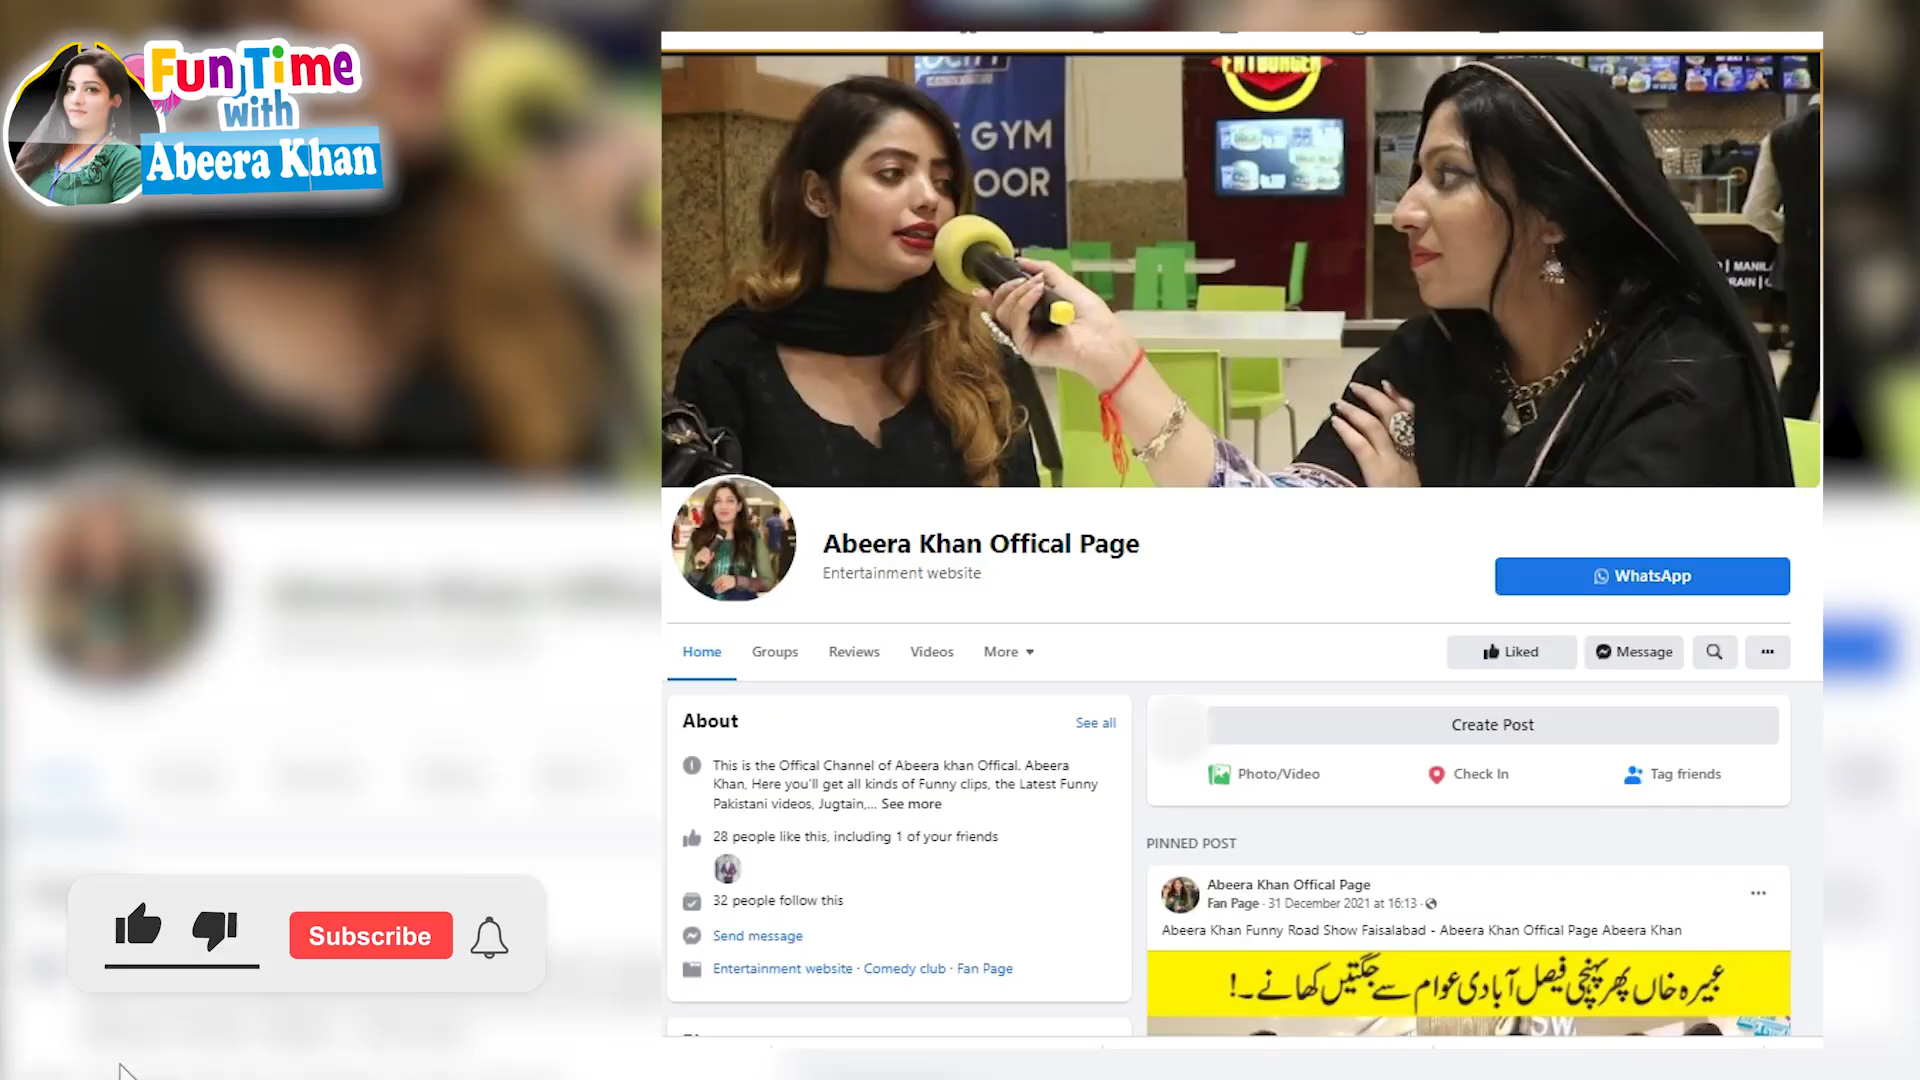 Fun Time
with
Abeera Khan
GYM
OOR
FATBURGER
| MANILA
RAIN |
Abeera Khan Offical Page
Entertainment website
WhatsApp
Home
Groups
Reviews
Videos
More
Liked
Message
About
See all
This is the Offical Channel of Abeera khan Offical. Abeera
Khan, Here you'll get all kinds of Funny clips, the Latest Funny
Pakistani videos, Jugtain,... See more
28 people like this, including 1 of your friends
32 people follow this
Send message
Entertainment website · Comedy club · Fan Page
Create Post
Photo/Video
Check In
Tag friends
PINNED POST
Abeera Khan Offical Page
Fan Page · 31 December 2021 at 16:13 ·
Abeera Khan Funny Road Show Faisalabad - Abeera Khan Offical Page Abeera Khan
عبیرہ خاں پھر پہنچی فیصل آبادی عوام سے جگتیں کھانے ۔!
Subscribe